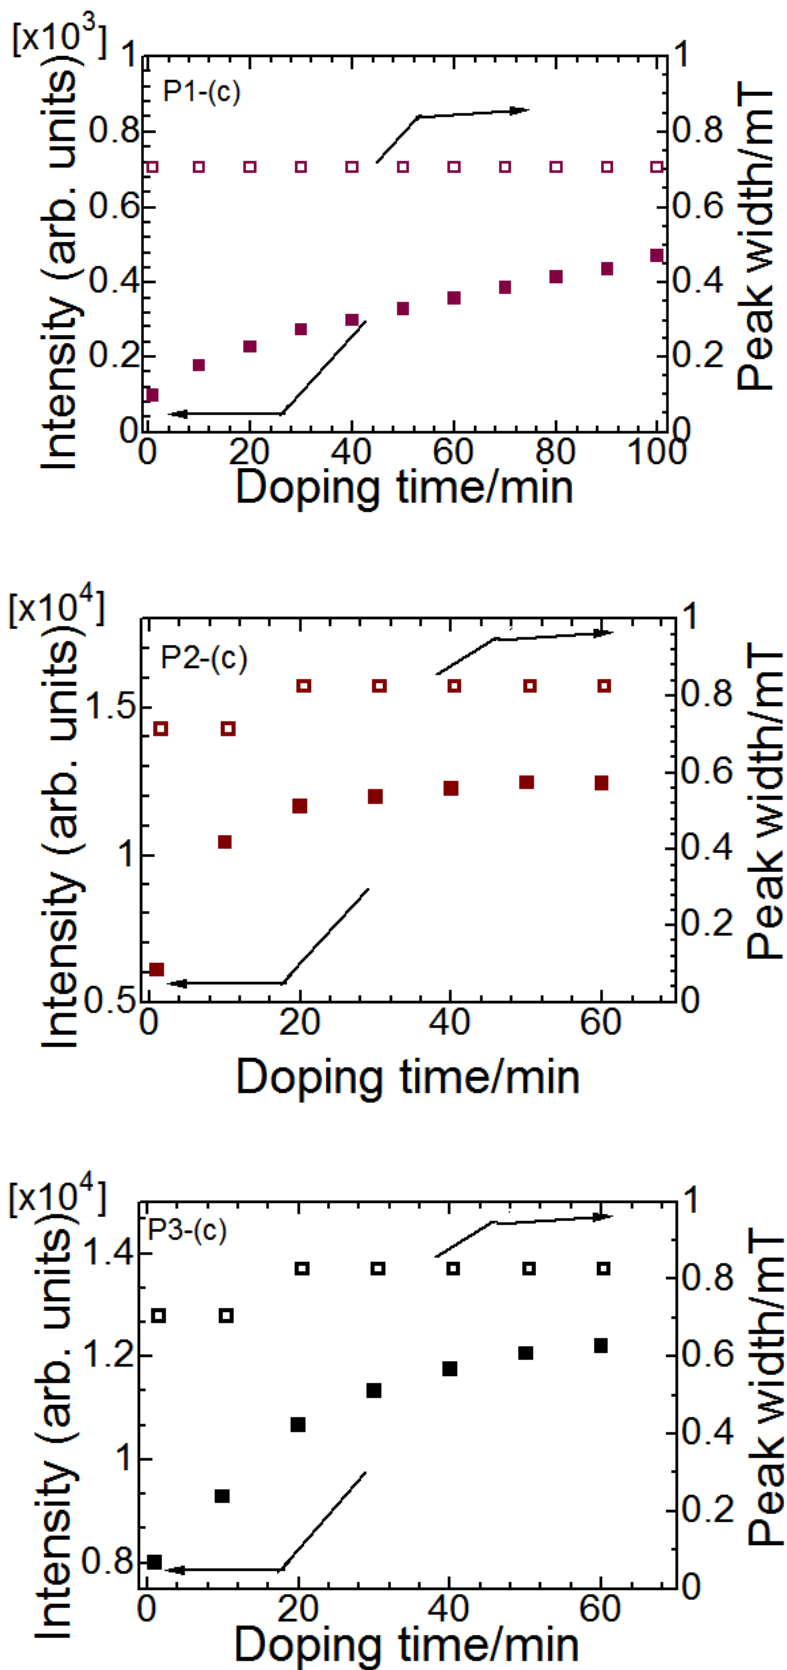 [x10³]
P1-(c)
Intensity (arb. units)
1
0.8
0.6
0.4
0.2
0
Peak width/mT
1
0.8
0.6
0.4
0.2
0
0 20 40 60 80 100
Doping time/min
[x10⁴]
P2-(c)
Intensity (arb. units)
1.5
1
0.5
Peak width/mT
1
0.8
0.6
0.4
0.2
0
0 20 40 60
Doping time/min
[x10⁴]
P3-(c)
Intensity (arb. units)
1.4
1.2
1
0.8
Peak width/mT
1
0.8
0.6
0.4
0.2
0
0 20 40 60
Doping time/min